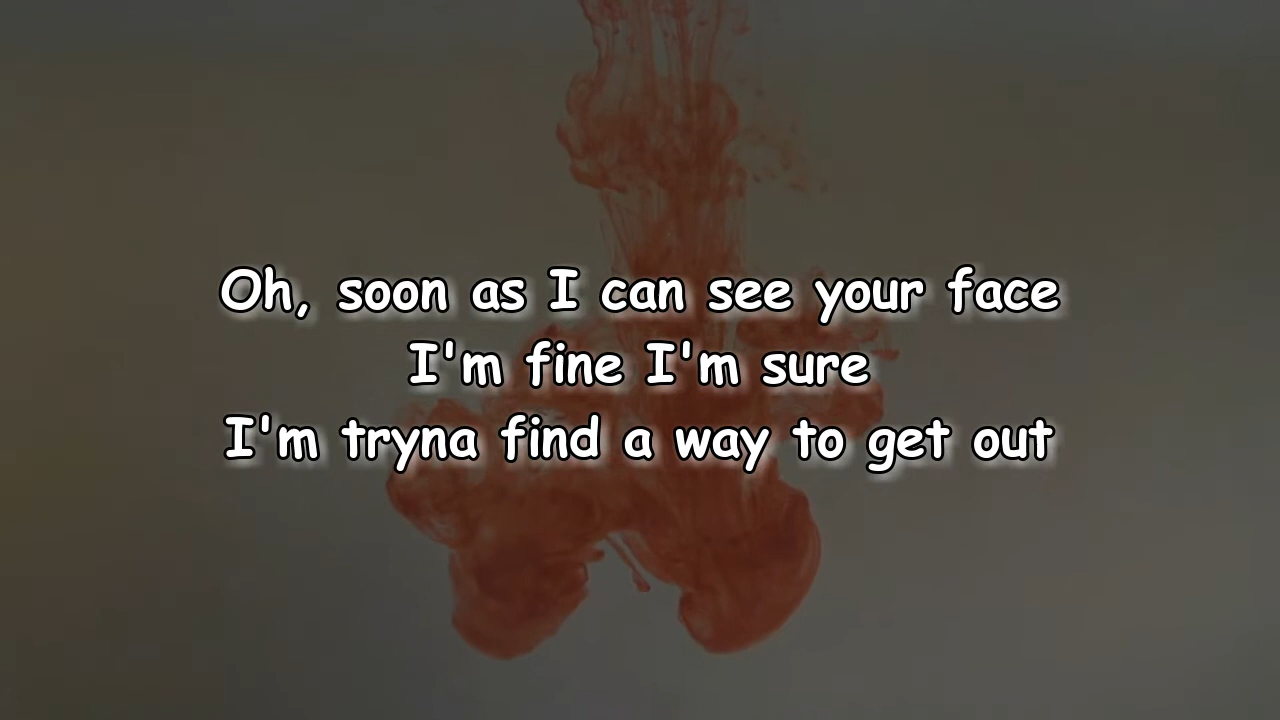 Oh, soon as I can see your face
I'm fine I'm sure
I'm tryna find a way to get out